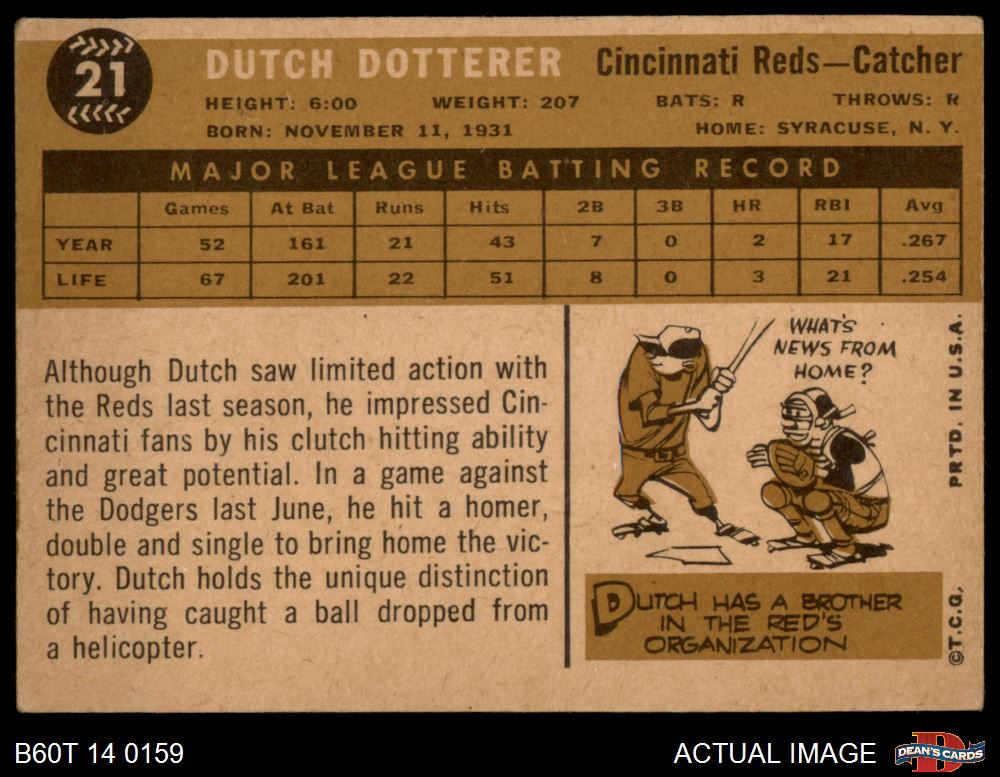 21
DUTCH DOTTERER Cincinnati Reds—Catcher
HEIGHT: 6:00 WEIGHT: 207 BATS: R THROWS: R
BORN: NOVEMBER 11, 1931 HOME: SYRACUSE, N. Y.
MAJOR LEAGUE BATTING RECORD
Games At Bat Runs Hits 2B 3B HR RBI Avg
YEAR 52 161 21 43 7 0 2 17 .267
LIFE 67 201 22 51 8 0 3 21 .254
Although Dutch saw limited action with
the Reds last season, he impressed Cin-
cinnati fans by his clutch hitting ability
and great potential. In a game against
the Dodgers last June, he hit a homer,
double and single to bring home the vic-
tory. Dutch holds the unique distinction
of having caught a ball dropped from
a helicopter.
WHAT'S
NEWS FROM
HOME?
DUTCH HAS A BROTHER
IN THE RED'S
ORGANIZATION
©T.C.G. PRTD. IN U.S.A.
B60T 14 0159 ACTUAL IMAGE
D
DEAN'S CARDS